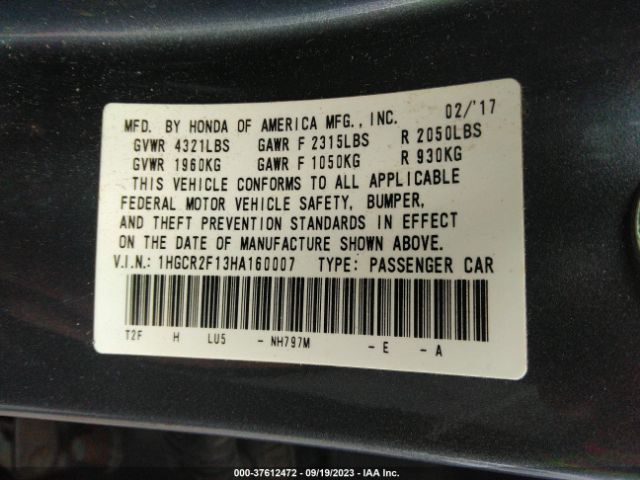 MFD. BY HONDA OF AMERICA MFG., INC. 02/'17
GVWR 4321LBS GAWR F 2315LBS R 2050LBS
GVWR 1960KG GAWR F 1050KG R 930KG
THIS VEHICLE CONFORMS TO ALL APPLICABLE
FEDERAL MOTOR VEHICLE SAFETY, BUMPER,
AND THEFT PREVENTION STANDARDS IN EFFECT
ON THE DATE OF MANUFACTURE SHOWN ABOVE.
V.I.N.: 1HGCR2F13HA160007 TYPE: PASSENGER CAR
T2F H LU5 - NH797M - E - A
000-37612472 - 09/19/2023 - IAA Inc.